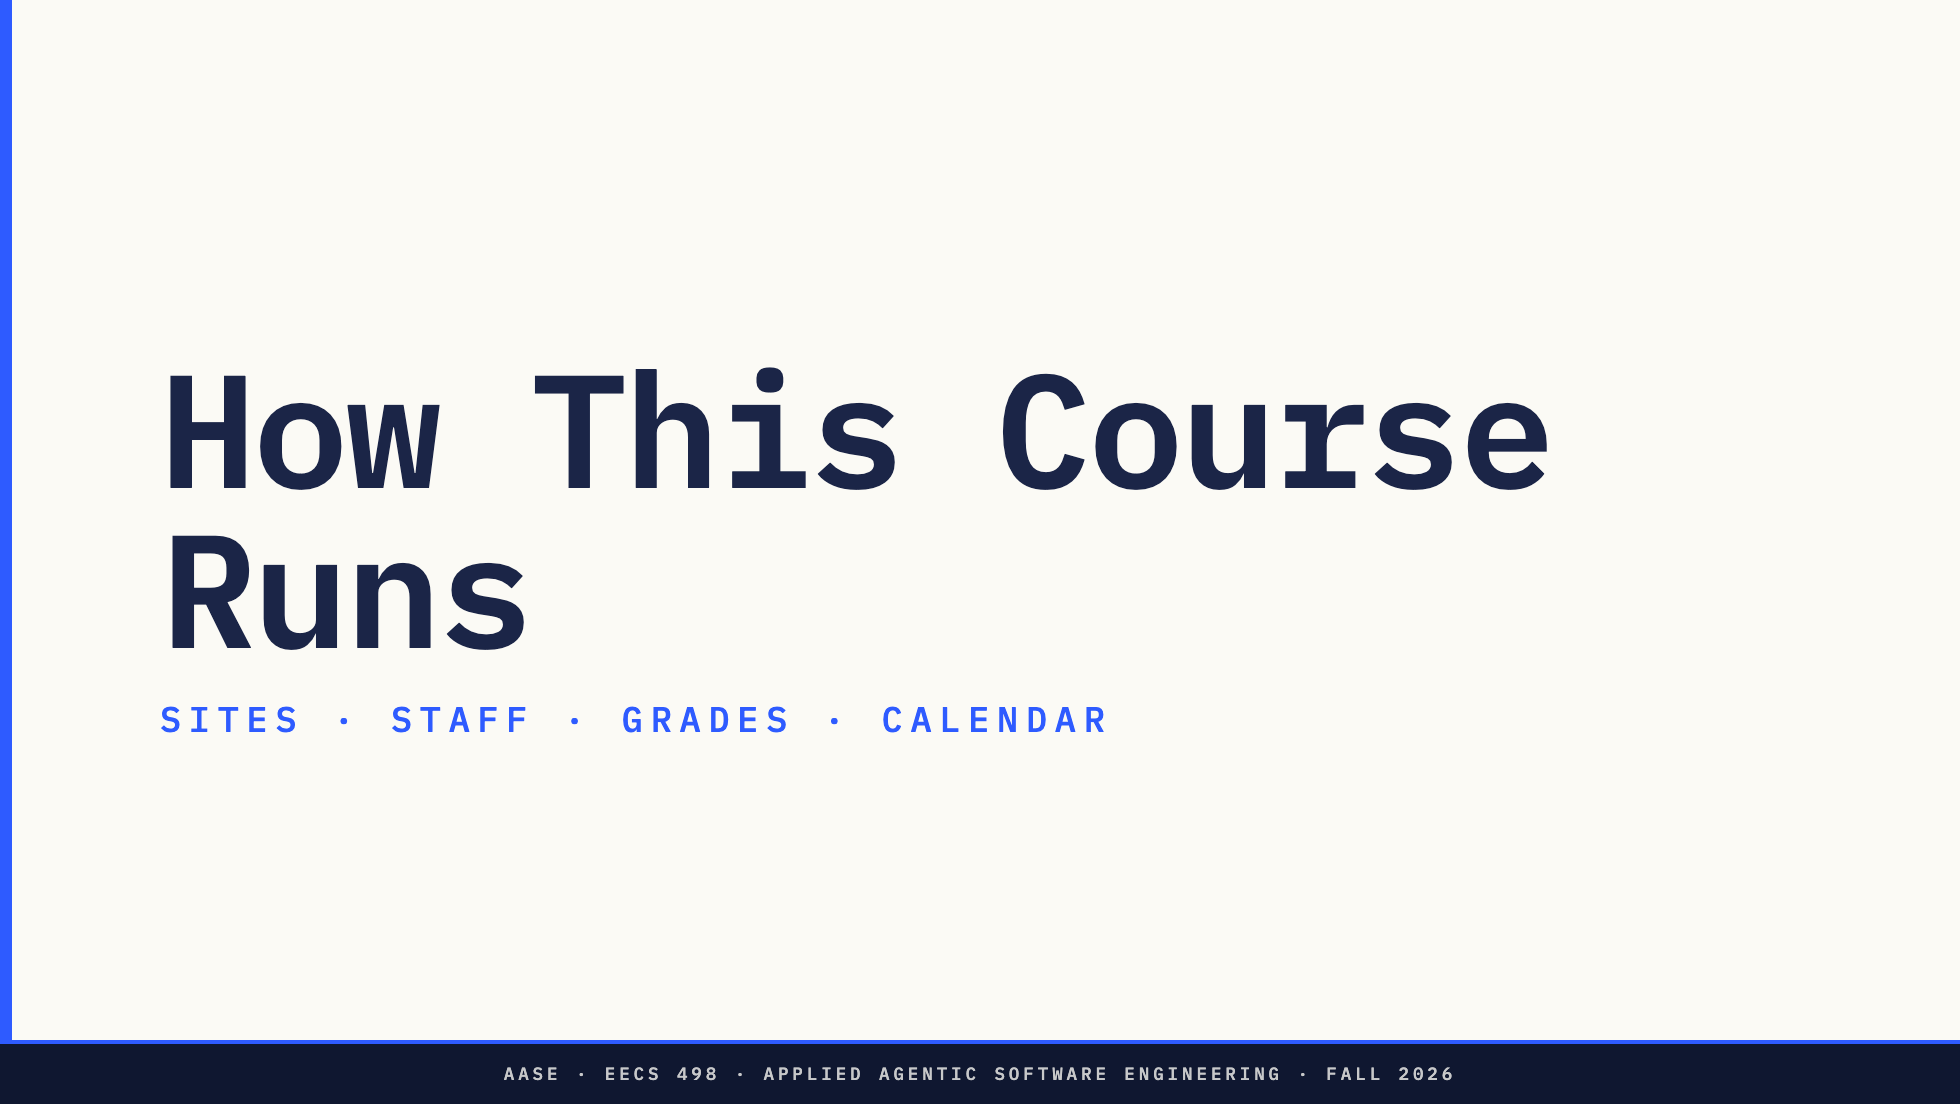 How This Course
Runs
SITES · STAFF · GRADES · CALENDAR
AASE · EECS 498 · APPLIED AGENTIC SOFTWARE ENGINEERING · FALL 2026